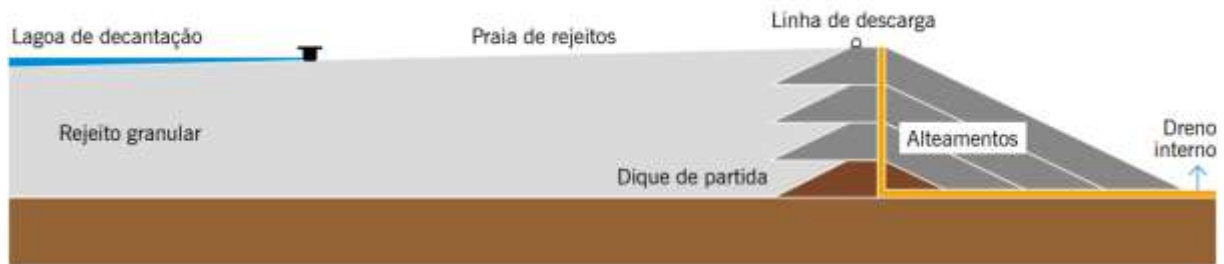 Linha de descarga
Lagoa de decantação
Praia de rejeitos
Rejeito granular
Alteamentos
Dreno
interno
Dique de partida